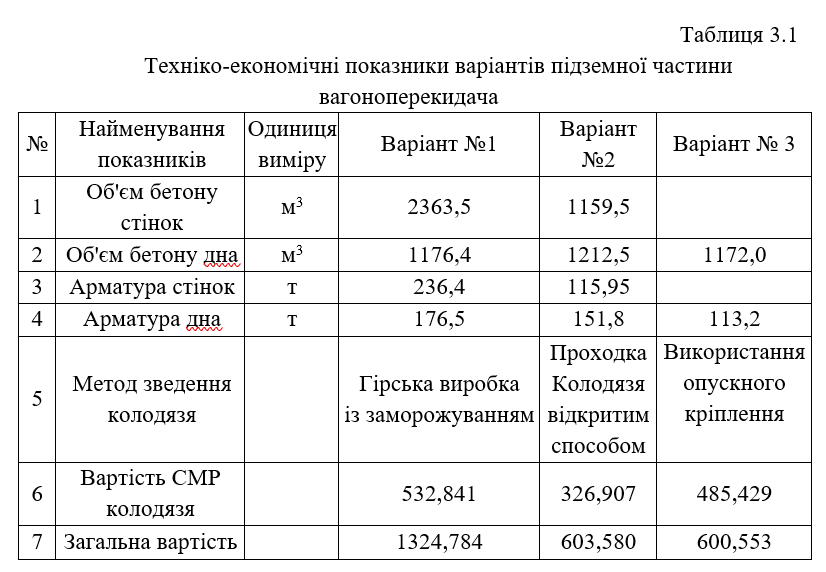 Таблиця 3.1
Техніко-економічні показники варіантів підземної частини
вагоноперекидача
№ Найменування показників Одиниця виміру Варіант №1 Варіант №2 Варіант № 3
1 Об'єм бетону стінок м³ 2363,5 1159,5
2 Об'єм бетону дна м³ 1176,4 1212,5 1172,0
3 Арматура стінок т 236,4 115,95
4 Арматура дна т 176,5 151,8 113,2
5 Метод зведення колодязя Гірська виробка із заморожуванням Проходка Колодязя відкритим способом Використання опускного кріплення
6 Вартість СМР колодязя 532,841 326,907 485,429
7 Загальна вартість 1324,784 603,580 600,553